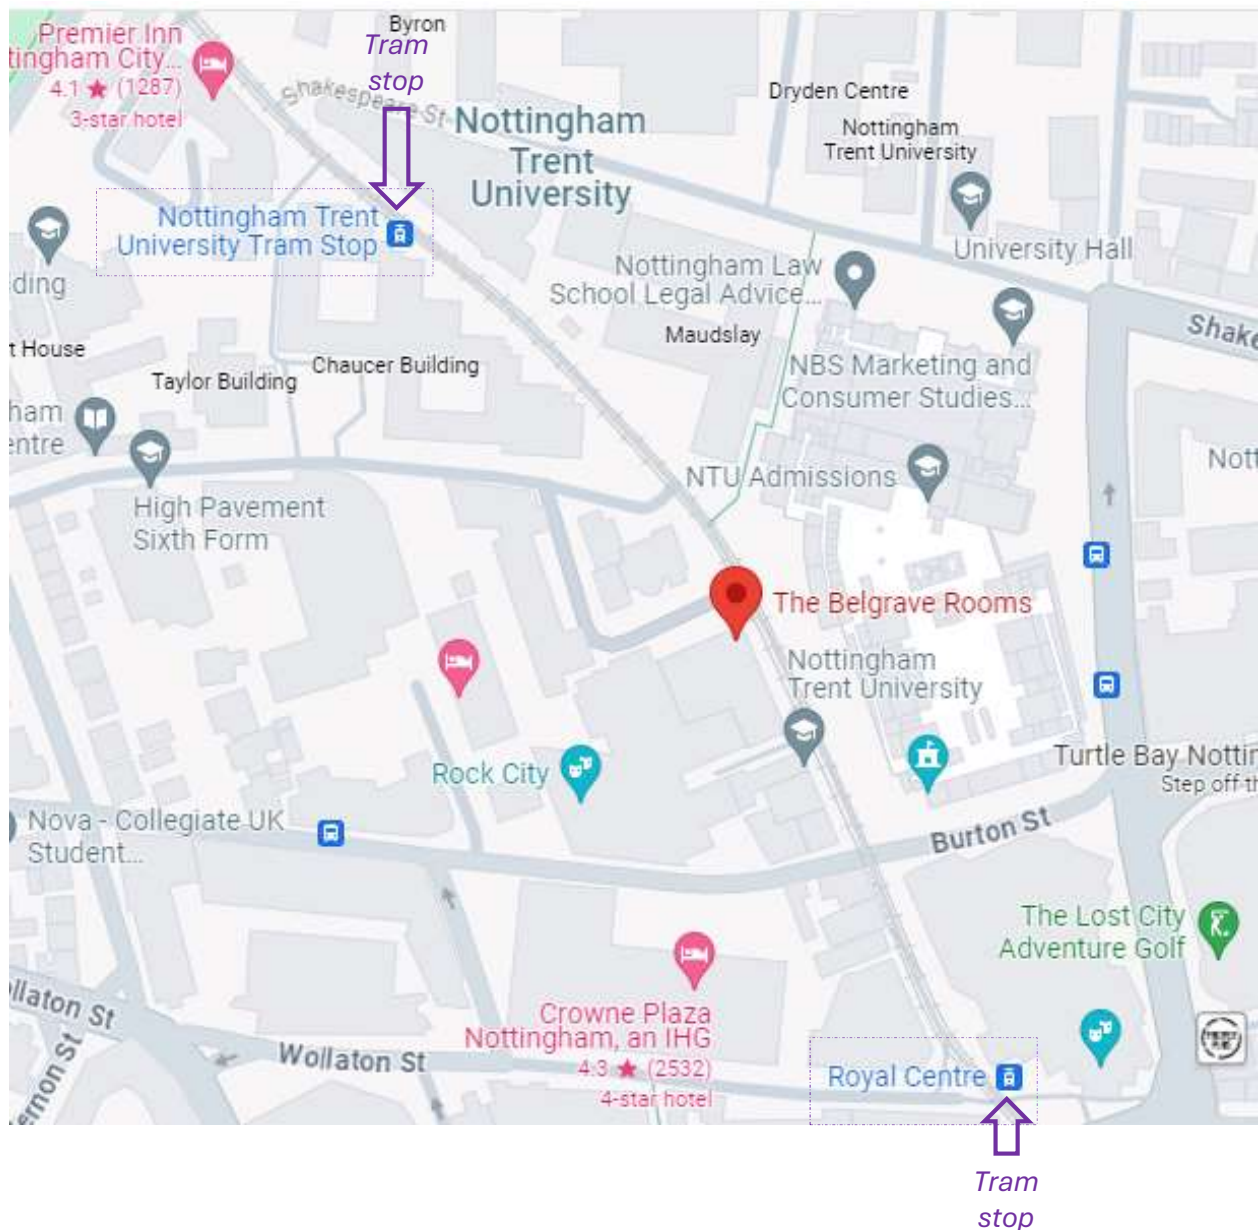 Byron
Premier Inn
tingham City...
4.1 ★ (1287)
3-star hotel
Tram
stop
Shakespeare St
Nottingham
Trent
University
Dryden Centre
Nottingham
Trent University
University Hall
Nottingham Trent
University Tram Stop
ding
Nottingham Law
School Legal Advice...
Maudslay
Shake
t House
Taylor Building
Chaucer Building
NBS Marketing and
Consumer Studies...
ham
entre
NTU Admissions
Nott
High Pavement
Sixth Form
The Belgrave Rooms
Nottingham
Trent University
Rock City
Turtle Bay Notting
Step off th
Nova - Collegiate UK
Student...
Burton St
The Lost City
Adventure Golf
ollaton St
Crowne Plaza
Nottingham, an IHG
4.3 ★ (2532)
4-star hotel
Wollaton St
ernon St
Royal Centre
Tram
stop